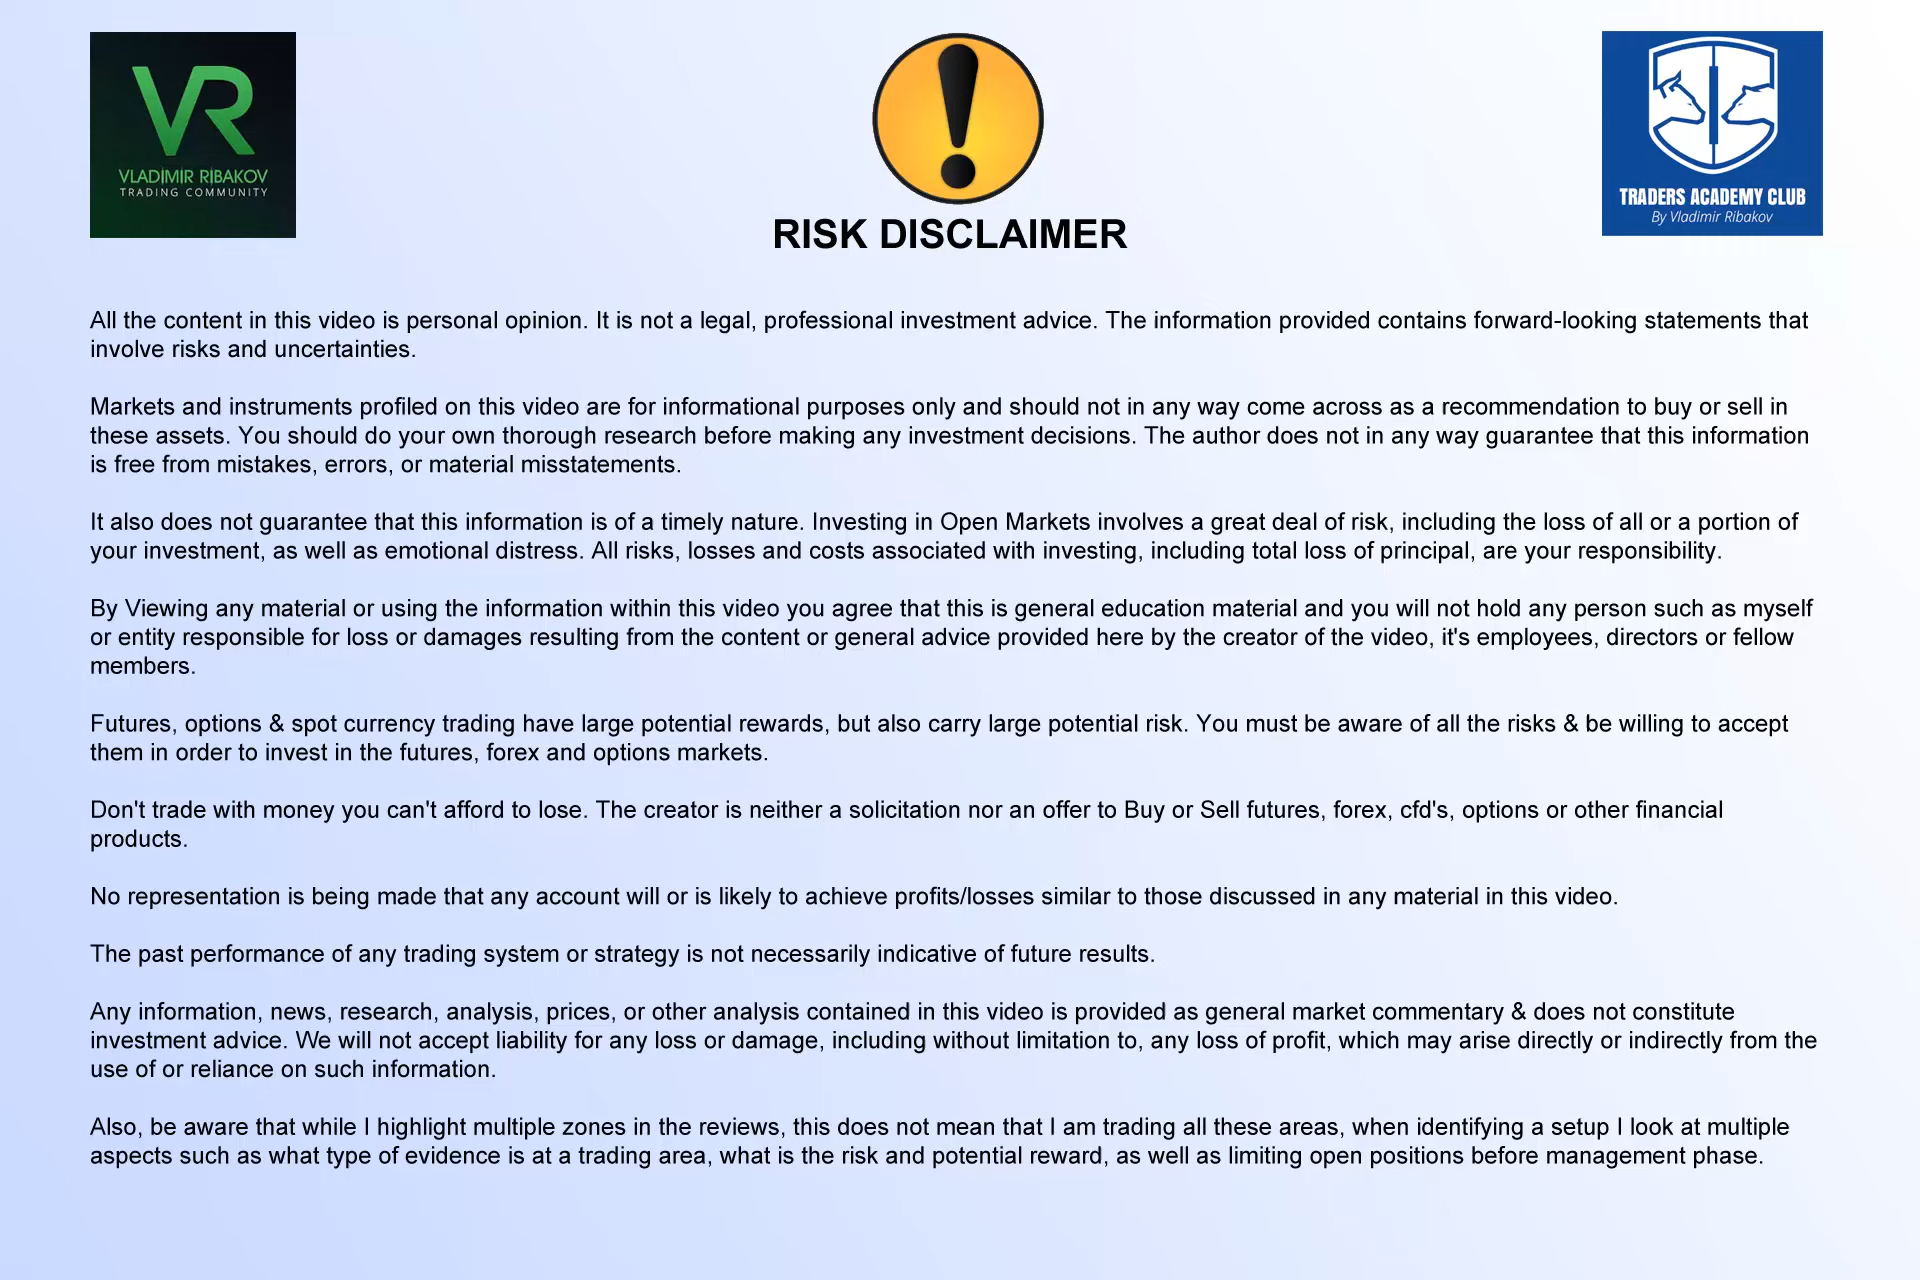 VR
VLADIMIR RIBAKOV
TRADING COMMUNITY
TRADERS ACADEMY CLUB
By Vladimir Ribakov
RISK DISCLAIMER
All the content in this video is personal opinion. It is not a legal, professional investment advice. The information provided contains forward-looking statements that
involve risks and uncertainties.
Markets and instruments profiled on this video are for informational purposes only and should not in any way come across as a recommendation to buy or sell in
these assets. You should do your own thorough research before making any investment decisions. The author does not in any way guarantee that this information
is free from mistakes, errors, or material misstatements.
It also does not guarantee that this information is of a timely nature. Investing in Open Markets involves a great deal of risk, including the loss of all or a portion of
your investment, as well as emotional distress. All risks, losses and costs associated with investing, including total loss of principal, are your responsibility.
By Viewing any material or using the information within this video you agree that this is general education material and you will not hold any person such as myself
or entity responsible for loss or damages resulting from the content or general advice provided here by the creator of the video, it's employees, directors or fellow
members.
Futures, options & spot currency trading have large potential rewards, but also carry large potential risk. You must be aware of all the risks & be willing to accept
them in order to invest in the futures, forex and options markets.
Don't trade with money you can't afford to lose. The creator is neither a solicitation nor an offer to Buy or Sell futures, forex, cfd's, options or other financial
products.
No representation is being made that any account will or is likely to achieve profits/losses similar to those discussed in any material in this video.
The past performance of any trading system or strategy is not necessarily indicative of future results.
Any information, news, research, analysis, prices, or other analysis contained in this video is provided as general market commentary & does not constitute
investment advice. We will not accept liability for any loss or damage, including without limitation to, any loss of profit, which may arise directly or indirectly from the
use of or reliance on such information.
Also, be aware that while I highlight multiple zones in the reviews, this does not mean that I am trading all these areas, when identifying a setup I look at multiple
aspects such as what type of evidence is at a trading area, what is the risk and potential reward, as well as limiting open positions before management phase.